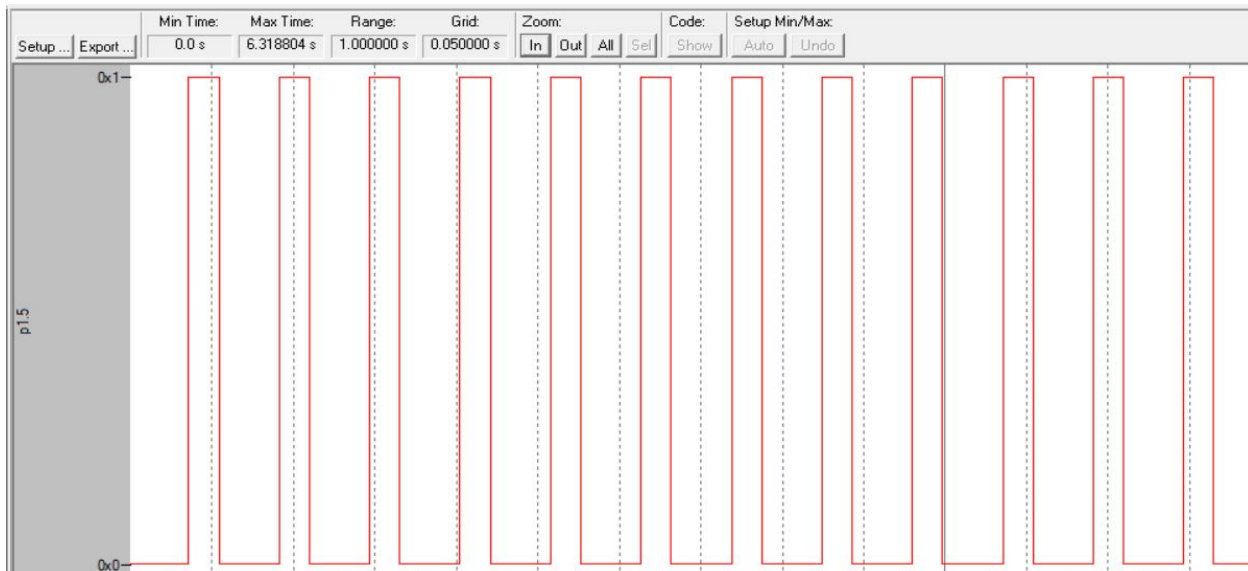 Min Time: Max Time: Range: Grid: Zoom: Code: Setup Min/Max:
Setup ... Export ... 0.0 s 6.318804 s 1.000000 s 0.050000 s In Out All Sel Show Auto Undo
0x1
p1.5
0x0